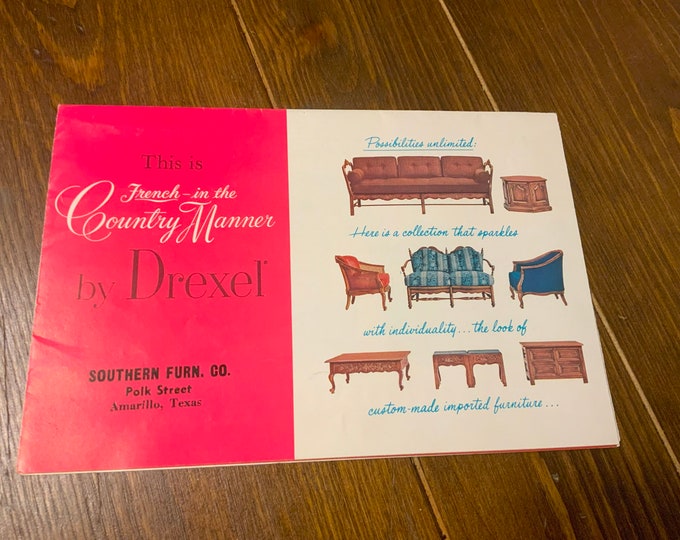 This is
French - in the
Country Manner
by Drexel®
SOUTHERN FURN. CO.
Polk Street
Amarillo, Texas
Possibilities unlimited:
Here is a collection that sparkles
with individuality... the look of
custom-made imported furniture...